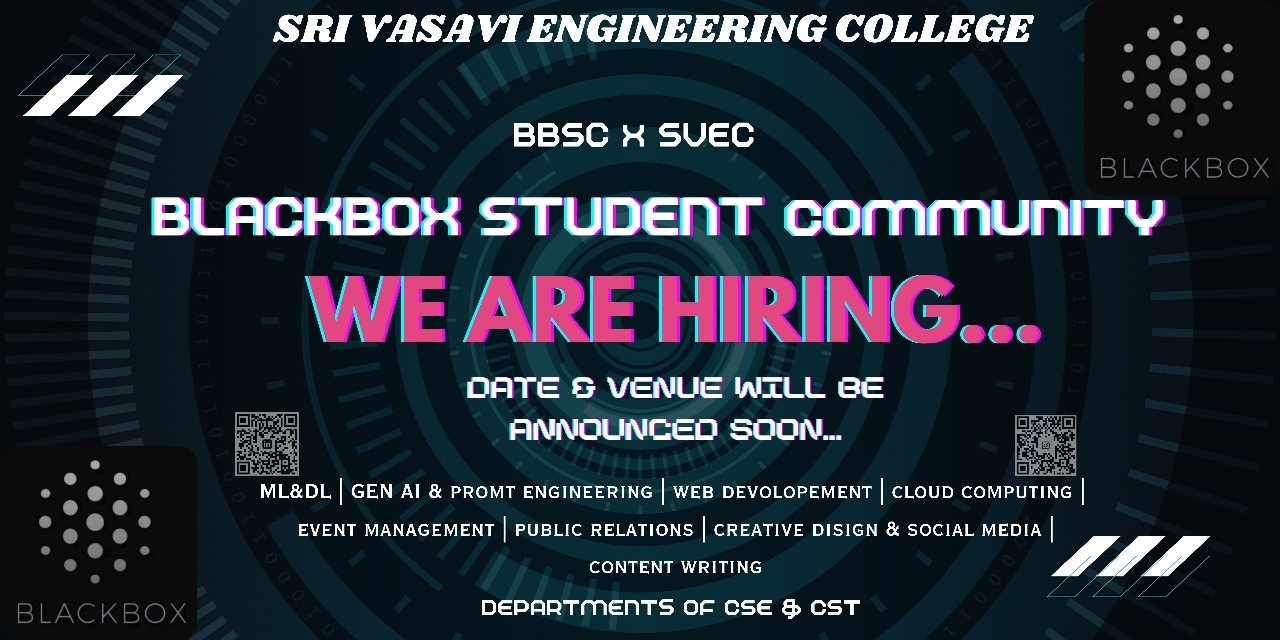 SRI VASAVI ENGINEERING COLLEGE
BLACKBOX
BBSC X SVEC
BLACKBOX STUDENT COMMUNITY
WE ARE HIRING...
DATE & VENUE WILL BE
ANNOUNCED SOON...
ML&DL | GEN AI & PROMT ENGINEERING | WEB DEVOLOPEMENT | CLOUD COMPUTING |
EVENT MANAGEMENT | PUBLIC RELATIONS | CREATIVE DISIGN & SOCIAL MEDIA |
CONTENT WRITING
DEPARTMENTS OF CSE & CST
BLACKBOX